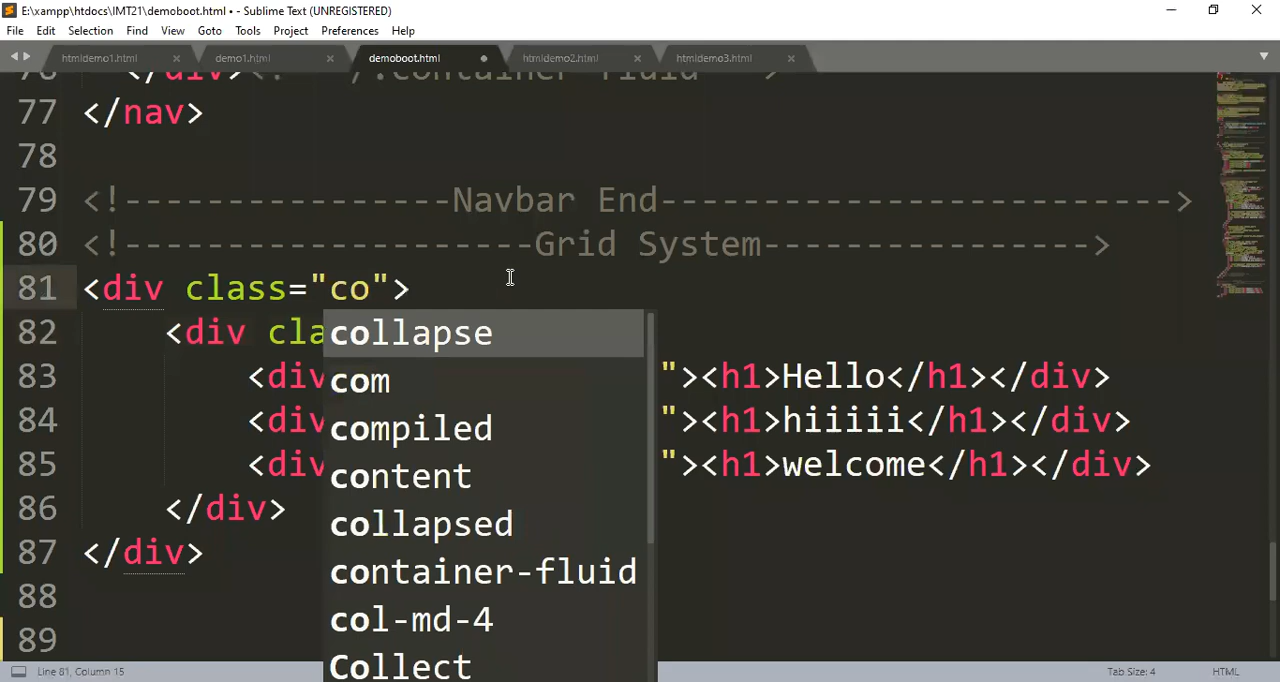 E:\xampp\htdocs\IMT21\demoboot.html • - Sublime Text (UNREGISTERED)
File Edit Selection Find View Goto Tools Project Preferences Help
htmldemo1.html demo1.html demoboot.html htmldemo2.html htmldemo3.html
76 </div><!-- /.container-fluid -->
77 </nav>
78
79 <!----------------Navbar End------------------------->
80 <!--------------------Grid System---------------->
81 <div class="co">
82 <div cla
collapse
83 <div "><h1>Hello</h1></div>
com
84 <div "><h1>hiiiii</h1></div>
compiled
85 <div "><h1>welcome</h1></div>
content
86 </div>
collapsed
87 </div>
container-fluid
88
col-md-4
89
Collect
Line 81, Column 15 Tab Size: 4 HTML